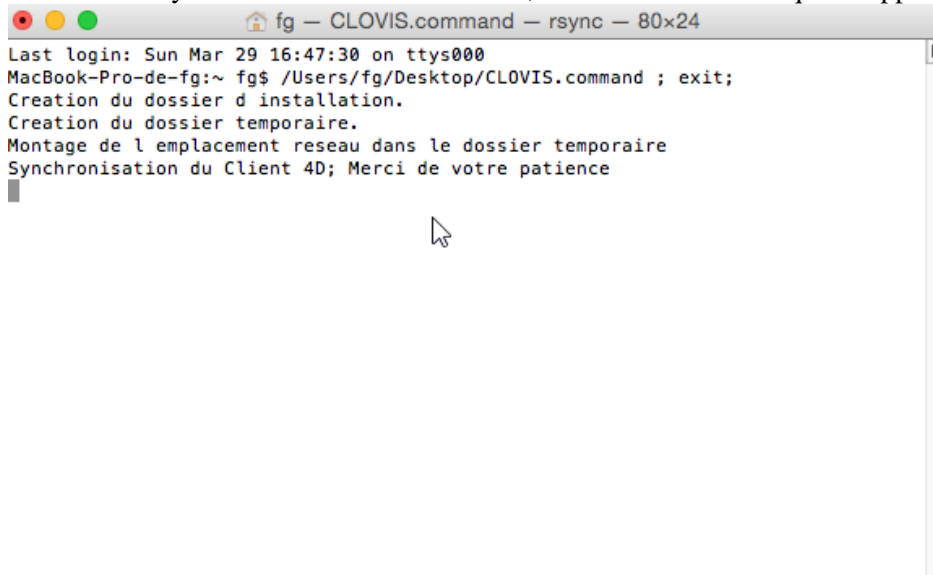 fg — CLOVIS.command — rsync — 80×24
Last login: Sun Mar 29 16:47:30 on ttys000
MacBook-Pro-de-fg:~ fg$ /Users/fg/Desktop/CLOVIS.command ; exit;
Creation du dossier d installation.
Creation du dossier temporaire.
Montage de l emplacement reseau dans le dossier temporaire
Synchronisation du Client 4D; Merci de votre patience